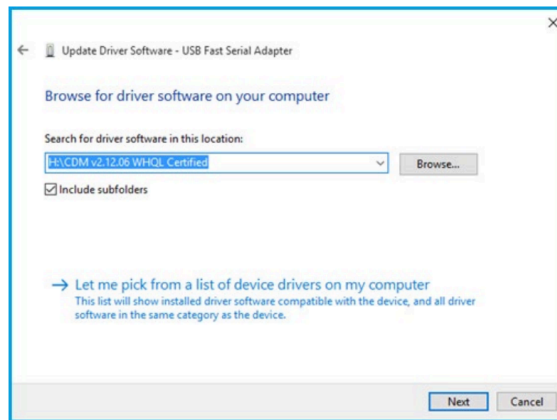 Update Driver Software - USB Fast Serial Adapter
Browse for driver software on your computer
Search for driver software in this location:
H:\CDM v2.12.06 WHQL Certified
Browse...
Include subfolders
Let me pick from a list of device drivers on my computer
This list will show installed driver software compatible with the device, and all driver
software in the same category as the device.
Next
Cancel